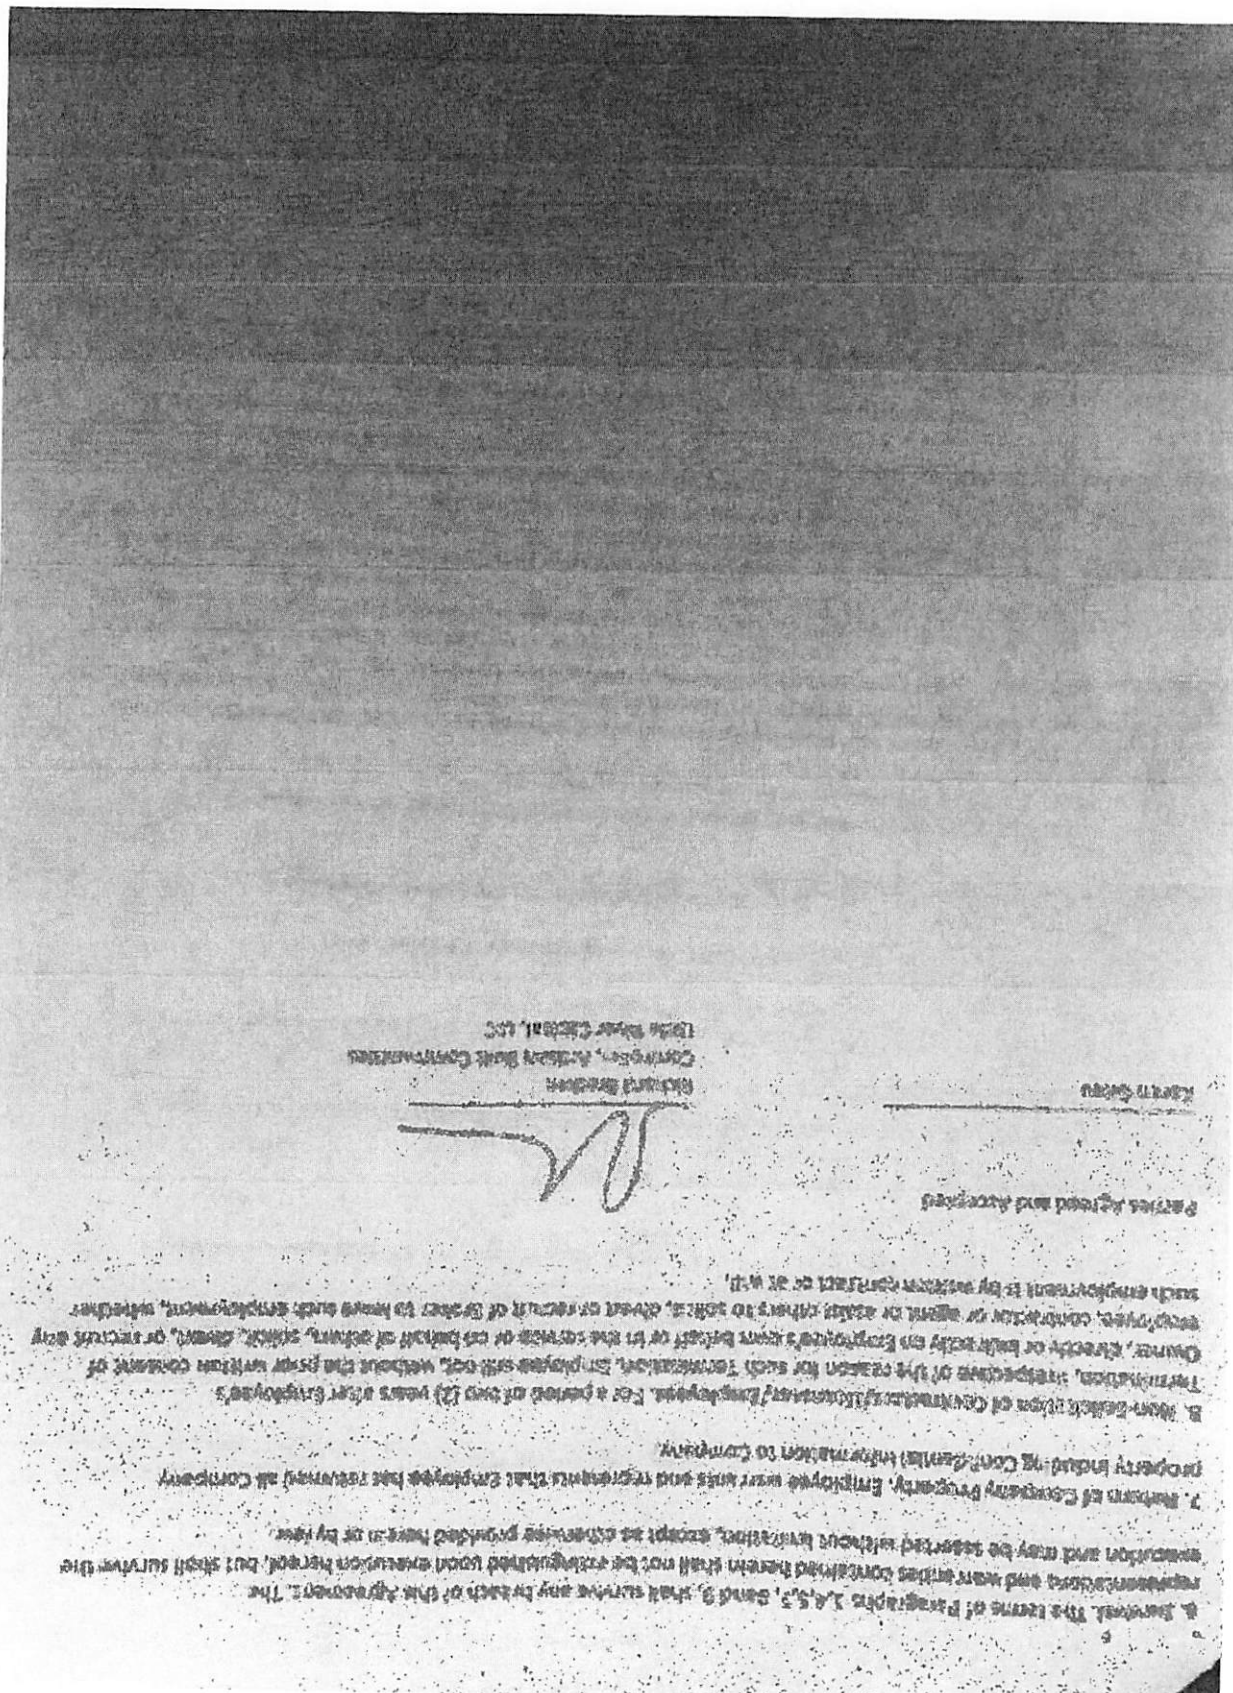 6. Survival. The terms of Paragraphs 3,4,5, and 9, shall survive any breach of this Agreement. The
representations and warranties contained herein shall not be extinguished upon execution hereof, but shall survive the
execution and may be asserted without limitation, except as otherwise provided herein or by law
7. Return of Company Property. Employee warrants and represents that Employee has returned all Company
property including Confidential Information to Company
8. Non-Solicitation of Contractors/Employees. For a period of two (2) years after Employee's
Termination, irrespective of the reason for such Termination, Employee will not, without the prior written consent of
Owner, directly or indirectly on Employee's own behalf or in the service or on behalf of others, solicit, divert, or recruit any
employee, contractor or agent or assist others to solicit, divert or recruit of Broker to leave such employment, whether
such employment is by written contract or at will.
Parties Agreed and Accepted
Karen
Richard
Controller, Artisan Built Communities
Little River Capital, LLC